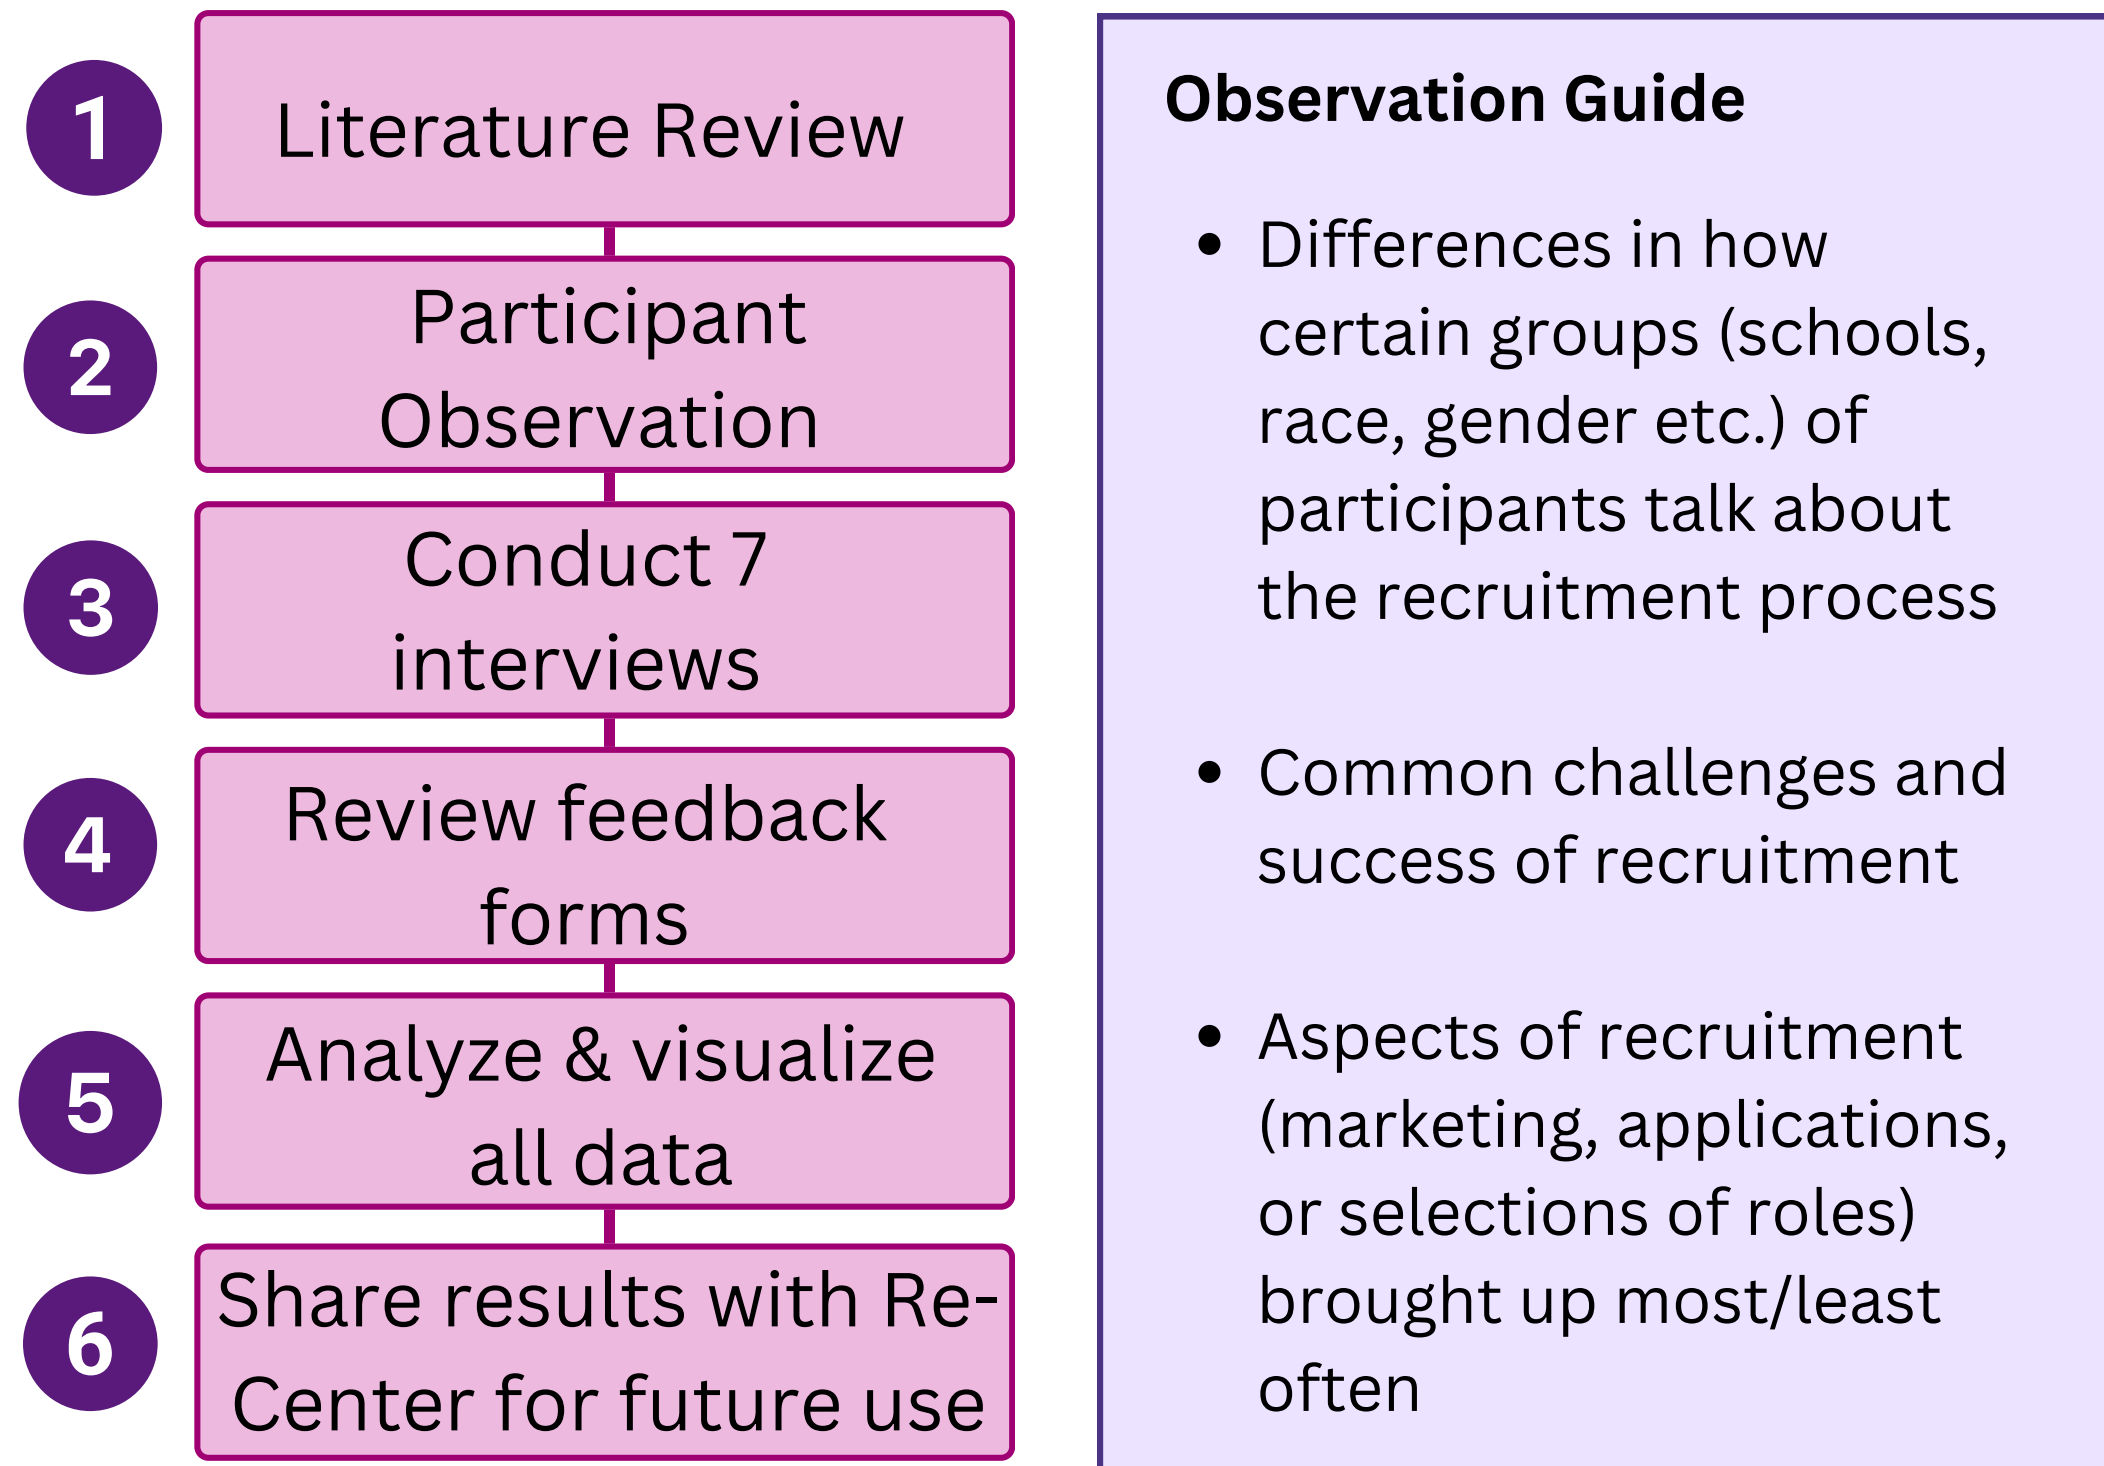 1
Literature Review
2
Participant
Observation
3
Conduct 7
interviews
4
Review feedback
forms
5
Analyze & visualize
all data
6
Share results with Re-
Center for future use
Observation Guide
• Differences in how
certain groups (schools,
race, gender etc.) of
participants talk about
the recruitment process
• Common challenges and
success of recruitment
• Aspects of recruitment
(marketing, applications,
or selections of roles)
brought up most/least
often